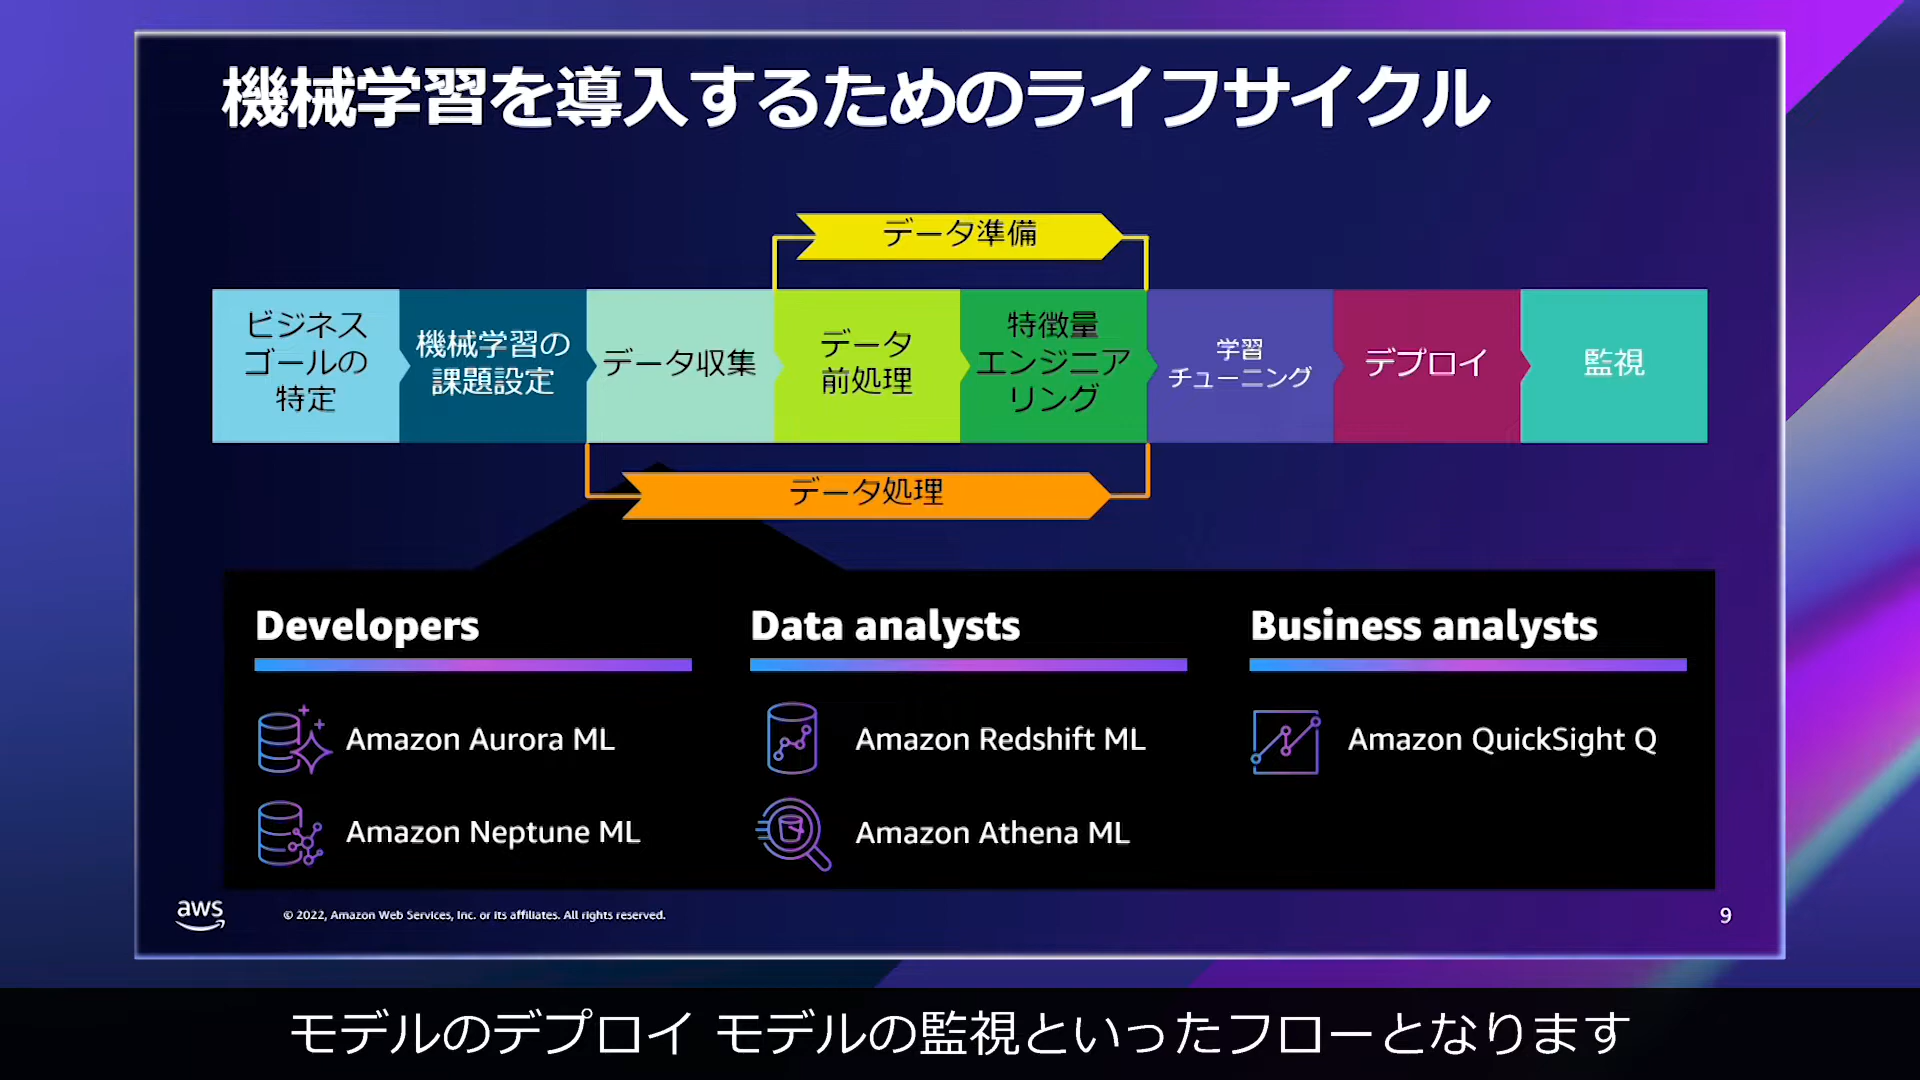 機械学習を導入するためのライフサイクル
データ準備
ビジネス
ゴールの
特定
機械学習の
課題設定
データ収集
データ
前処理
特徴量
エンジニア
リング
学習
チューニング
デプロイ
監視
データ処理
Developers
Amazon Aurora ML
Amazon Neptune ML
Data analysts
Amazon Redshift ML
Amazon Athena ML
Business analysts
Amazon QuickSight Q
aws
© 2022, Amazon Web Services, Inc. or its affiliates. All rights reserved.
9
モデルのデプロイ モデルの監視といったフローとなります